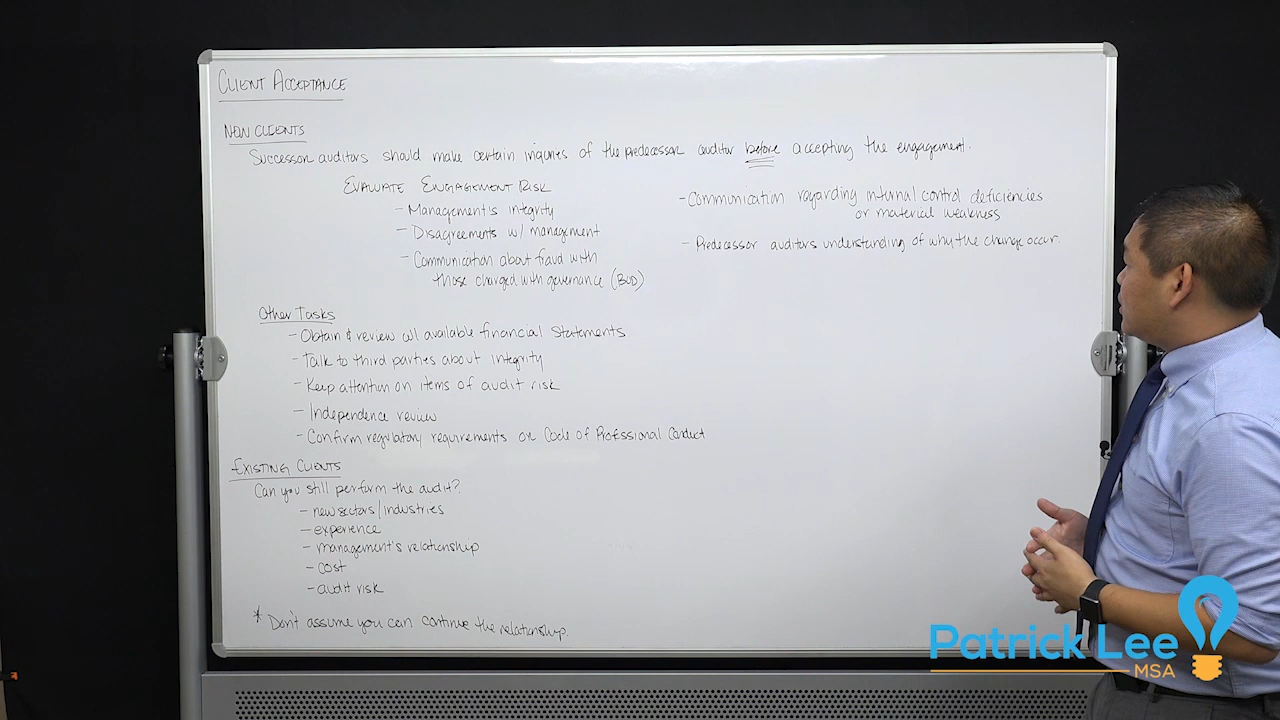 CLIENT ACCEPTANCE
NEW CLIENTS
Successor auditors should make certain inquries of the predecessor auditor before accepting the engagement.
EVALUATE ENGAGEMENT RISK
- Management's integrity
- Disagreements w/ management
- Communication about fraud with
those charged with governance (BUD)
- Communication regarding internal control deficiencies
or material weakness
- Predecessor auditors understanding of why the change occur.
Other Tasks
- Obtain & review all available financial statements
- Talk to third parties about integrity
- Keep attention on items of audit risk
- Independence review
- Confirm regulatory requirements or Code of Professional Conduct
EXISTING CLIENTS
Can you still perform the audit?
- new sectors/industries
- experience
- management's relationship
- cost
- audit risk
* Don't assume you can continue the relationship.
Patrick Lee
MSA